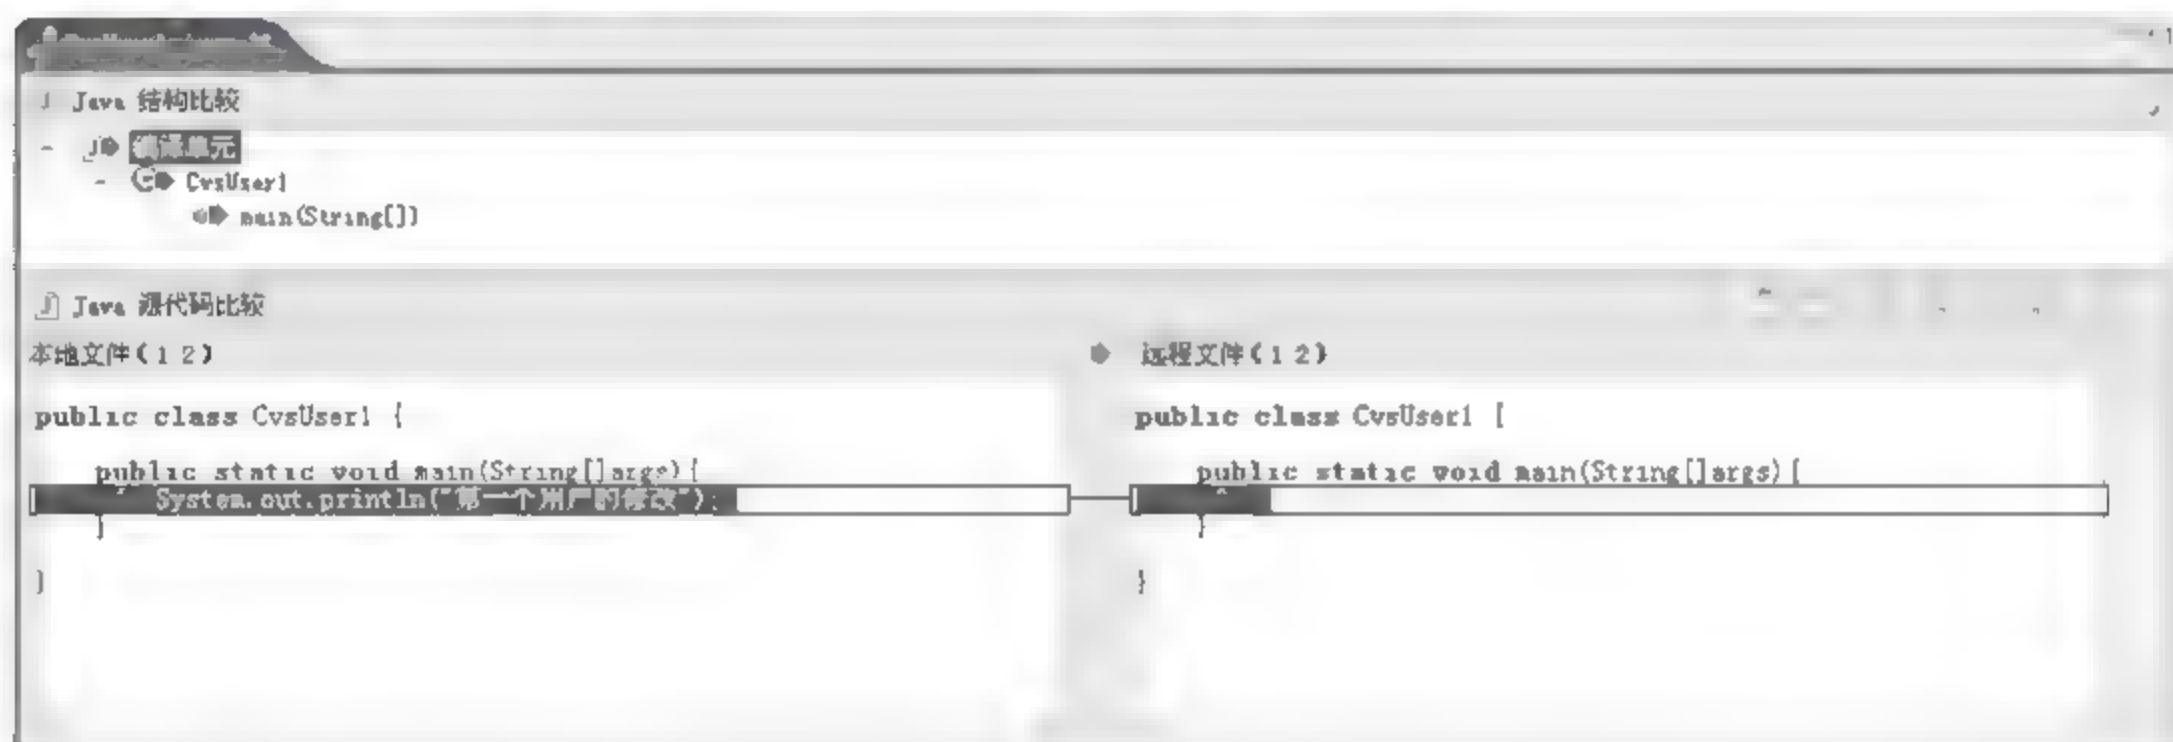 Java 结构比较
编译单元
CvsUser1
main(String[])
Java 源代码比较
本地文件(1 2)
远程文件(1 2)
public class CvsUser1 {
public static void main(String[]args){
System.out.println("第一个用户的修改");
}
}
public class CvsUser1 {
public static void main(String[]args){
}
}